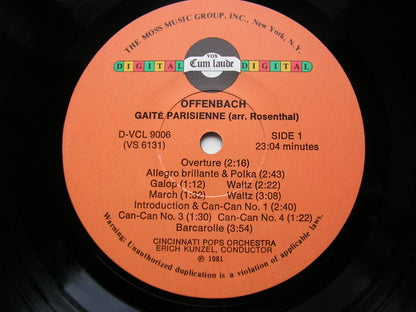 THE MOSS MUSIC GROUP, INC., New York, N.Y.
VOX
DIGITAL Cum laude DIGITAL
OFFENBACH
GAITÉ PARISIENNE (arr. Rosenthal)
D-VCL 9006 SIDE 1
(VS 6131) 23:04 minutes
Overture (2:16)
Allegro brillante & Polka (2:43)
Galop (1:12) Waltz (2:22)
March (1:32) Waltz (3:08)
Introduction & Can-Can No. 1 (2:40)
Can-Can No. 3 (1:30) Can-Can No. 4 (1:22)
Barcarolle (3:54)
CINCINNATI POPS ORCHESTRA
ERICH KUNZEL, CONDUCTOR
℗ 1981
Warning: Unauthorized duplication is a violation of applicable laws.